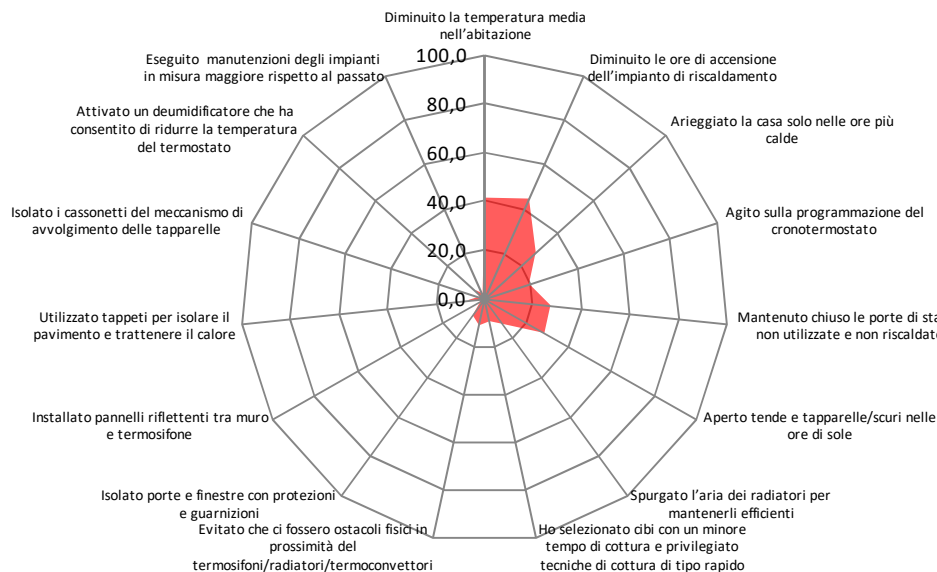 Diminuito la temperatura media
nell'abitazione
Diminuito le ore di accensione
dell'impianto di riscaldamento
Arieggiato la casa solo nelle ore più
calde
Agito sulla programmazione del
cronotermostato
Mantenuto chiuso le porte di
non utilizzate e non
Aperto tende e tapparelle/scuri nelle
ore di sole
Spurgato l'aria dei radiatori per
mantenerli efficienti
Ho selezionato cibi con un minore
tempo di cottura e privilegiato
tecniche di cottura di tipo rapido
Evitato che ci fossero ostacoli fisici in
prossimità del
termosifoni/radiatori/termoconvettori
Isolato porte e finestre con protezioni
e guarnizioni
Installato pannelli riflettenti tra muro
e termosifone
Utilizzato tappeti per isolare il
pavimento e trattenere il calore
Isolato i cassonetti del meccanismo di
avvolgimento delle tapparelle
Attivato un deumidificatore che ha
consentito di ridurre la temperatura
del termostato
Eseguito manutenzioni degli impianti
in misura maggiore rispetto al passato
100,0
80,0
60,0
40,0
20,0
0,0